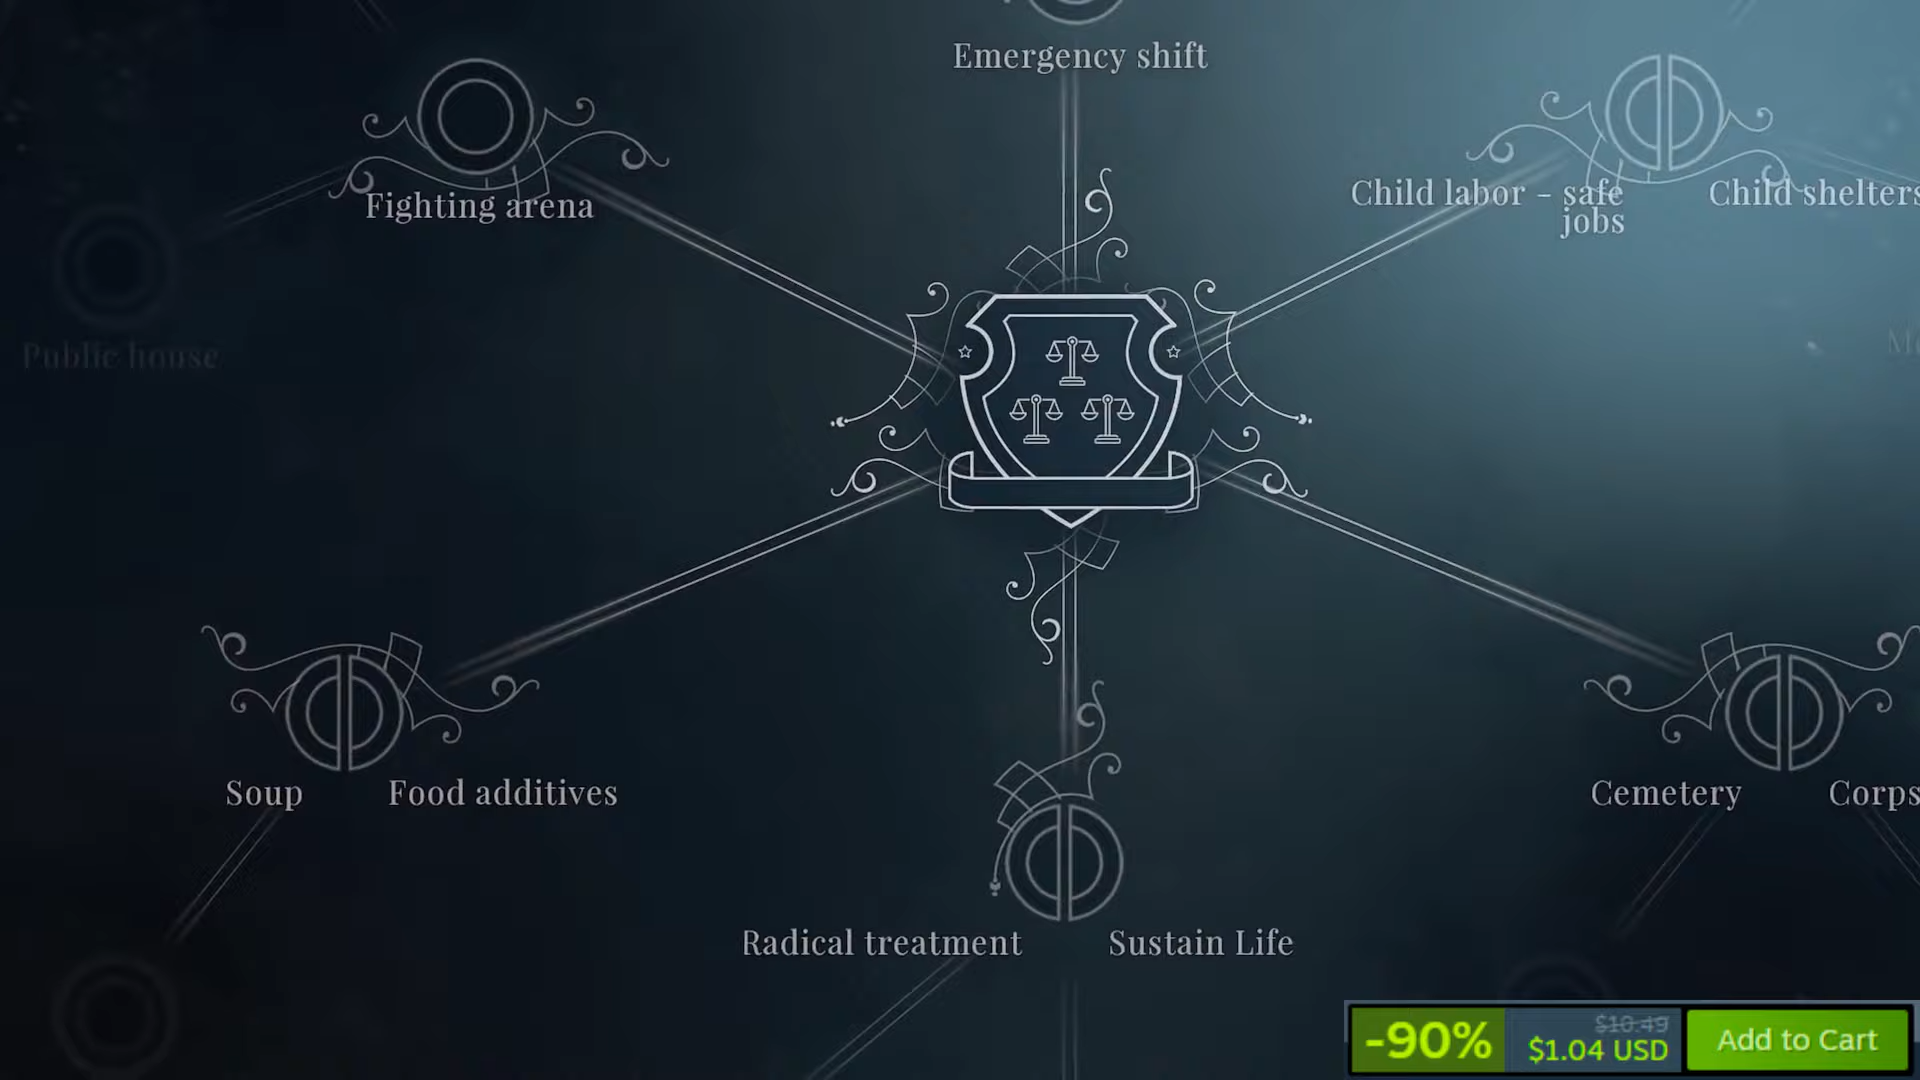 Emergency shift
Child labor – safe
jobs
Child shelters
Fighting arena
Public house
Soup
Food additives
Cemetery
Corps
Radical treatment
Sustain Life
-90%
$10.49
$1.04 USD
Add to Cart